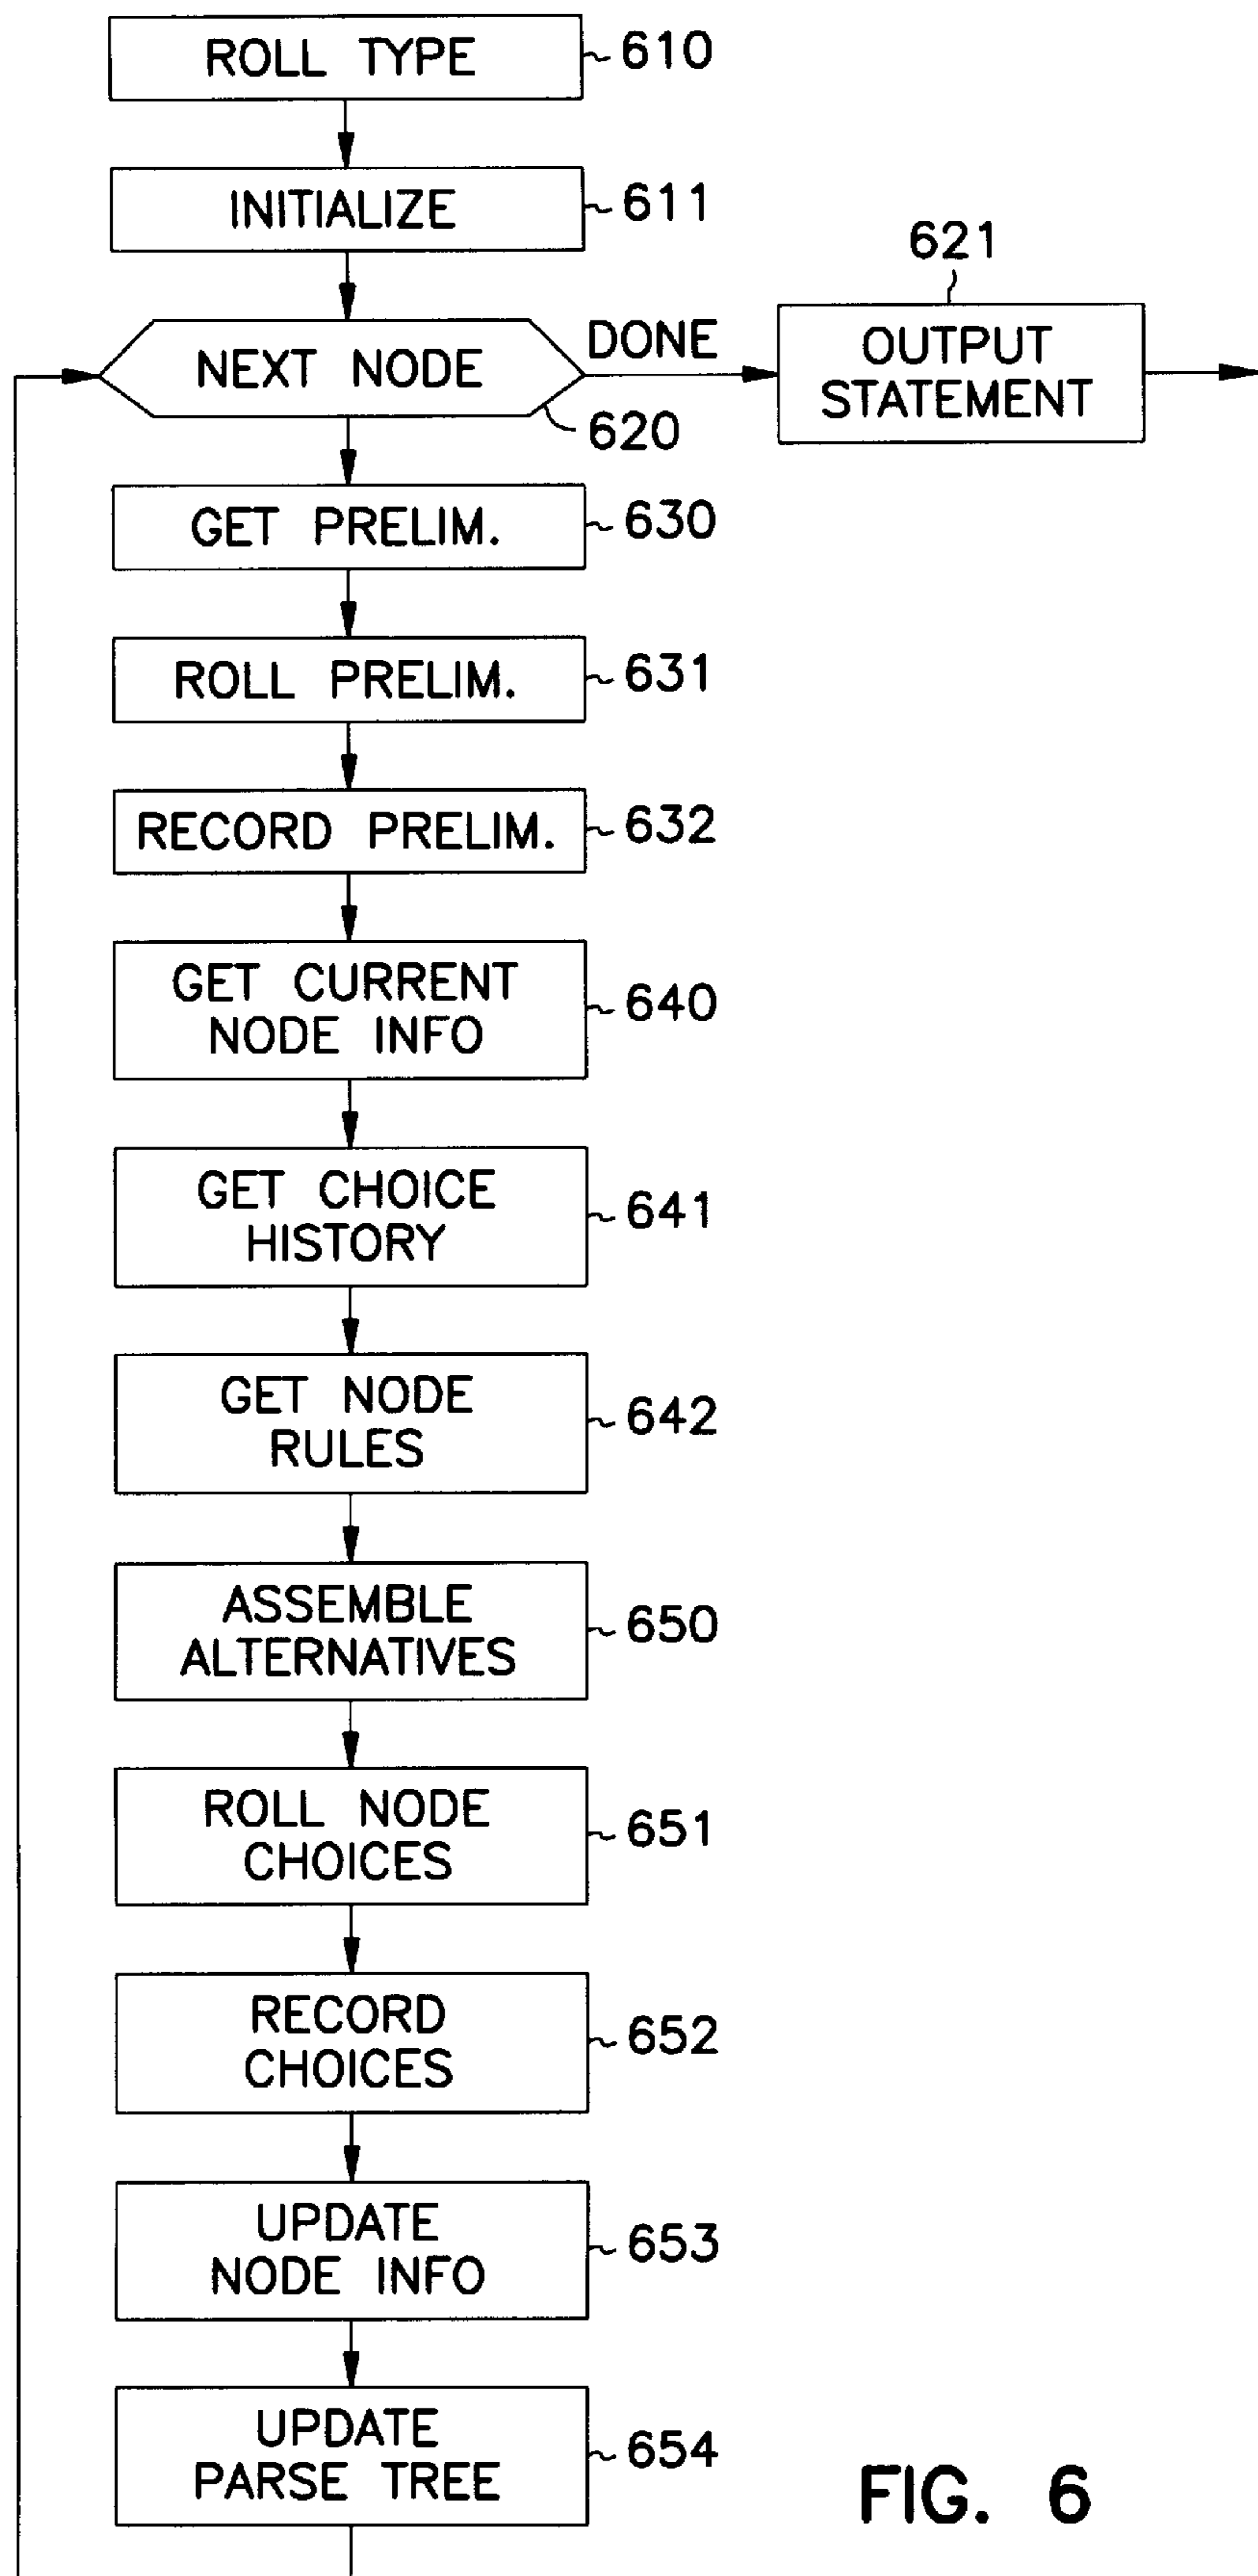 ROLL TYPE
610
INITIALIZE
611
621
NEXT NODE
DONE
620
OUTPUT
STATEMENT
GET PRELIM.
630
ROLL PRELIM.
631
RECORD PRELIM.
632
GET CURRENT
NODE INFO
640
GET CHOICE
HISTORY
641
GET NODE
RULES
642
ASSEMBLE
ALTERNATIVES
650
ROLL NODE
CHOICES
651
RECORD
CHOICES
652
UPDATE
NODE INFO
653
UPDATE
PARSE TREE
654
FIG. 6